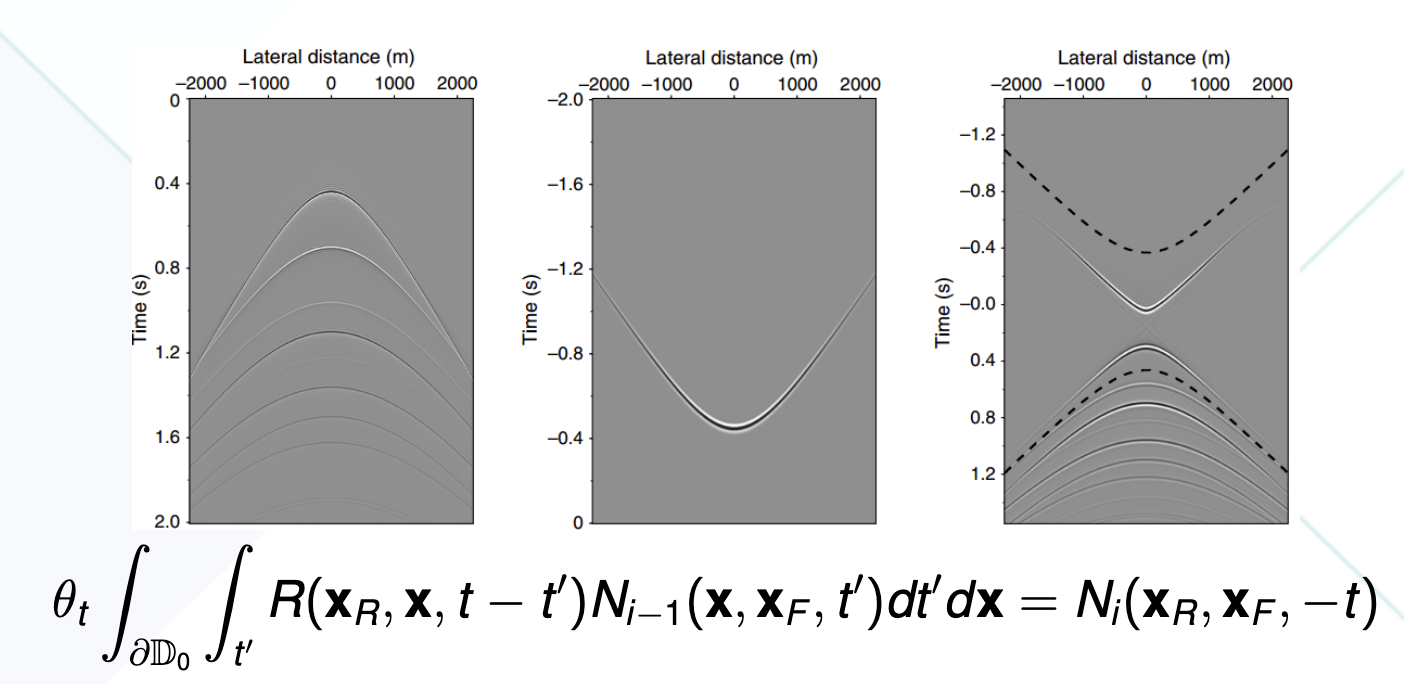 Lateral distance (m)
−2000 −1000 0 1000 2000
0
0.4
0.8
1.2
1.6
2.0
Time (s)
Lateral distance (m)
−2000 −1000 0 1000 2000
−2.0
−1.6
−1.2
−0.8
−0.4
0
Time (s)
Lateral distance (m)
−2000 −1000 0 1000 2000
−1.2
−0.8
−0.4
−0.0
0.4
0.8
1.2
Time (s)
θ_t ∫_{∂𝔻_0} ∫_{t′} R(𝐱_R, 𝐱, t − t′)N_{i−1}(𝐱, 𝐱_F, t′)dt′d𝐱 = N_i(𝐱_R, 𝐱_F, −t)